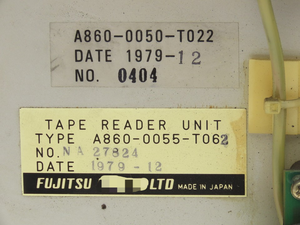 A860-0050-T022
DATE 1979-12
NO. 0404
TAPE READER UNIT
TYPE A860-0055-T062
NO. NA 27824
DATE 1979-12
FUJITSU LTD MADE IN JAPAN